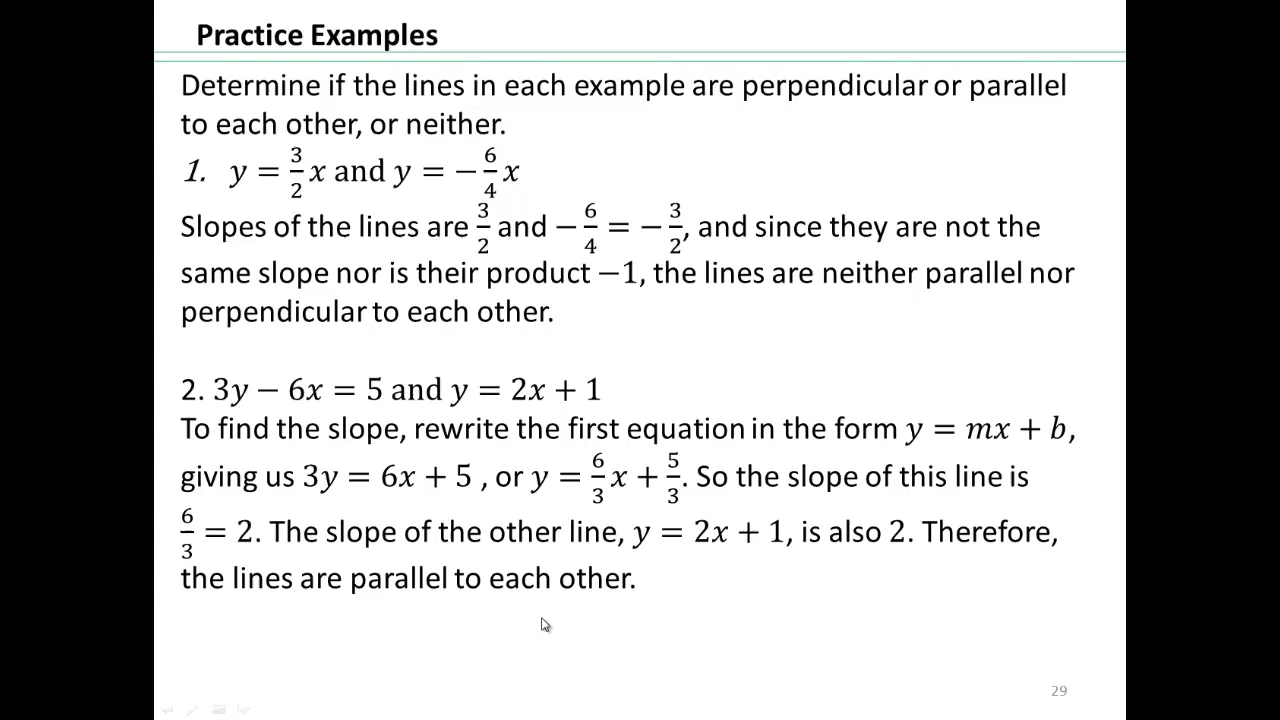 Practice Examples
Determine if the lines in each example are perpendicular or parallel
to each other, or neither.
1. y = 3/2 x and y = −6/4 x
Slopes of the lines are 3/2 and −6/4 = −3/2, and since they are not the
same slope nor is their product −1, the lines are neither parallel nor
perpendicular to each other.
2. 3y − 6x = 5 and y = 2x + 1
To find the slope, rewrite the first equation in the form y = mx + b,
giving us 3y = 6x + 5 , or y = 6/3 x + 5/3. So the slope of this line is
6/3 = 2. The slope of the other line, y = 2x + 1, is also 2. Therefore,
the lines are parallel to each other.
29